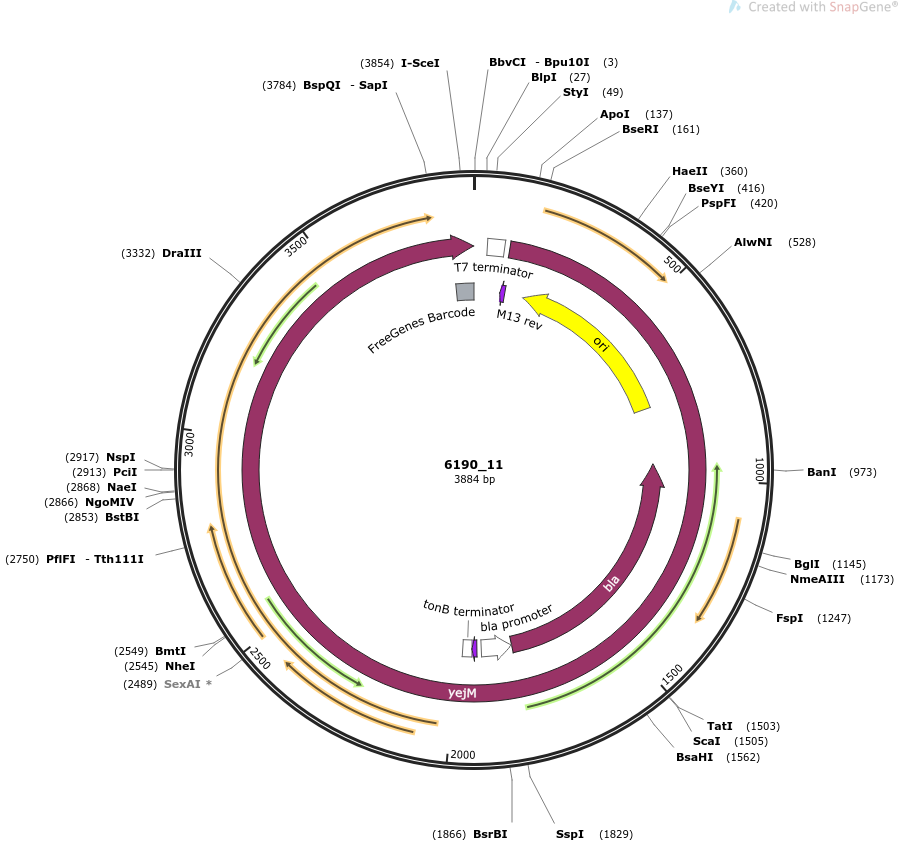 Created with SnapGene®
(3854) I-SceI
BbvCI - Bpu10I (3)
(3784) BspQI - SapI
BlpI (27)
StyI (49)
ApoI (137)
BseRI (161)
HaeII (360)
BseYI (416)
PspFI (420)
AlwNI (528)
(3332) DraIII
3500
500
T7 terminator
FreeGenes Barcode
M13 rev
ori
3000
1000
(2917) NspI
(2913) PciI
(2868) NaeI
(2866) NgoMIV
(2853) BstBI
6190_11
3884 bp
BanI (973)
(2750) PflFI - Tth111I
BglI (1145)
NmeAIII (1173)
FspI (1247)
bla
tonB terminator
bla promoter
(2549) BmtI
(2545) NheI
(2489) SexAI *
2500
1500
yejM
TatI (1503)
ScaI (1505)
BsaHI (1562)
2000
(1866) BsrBI
SspI (1829)